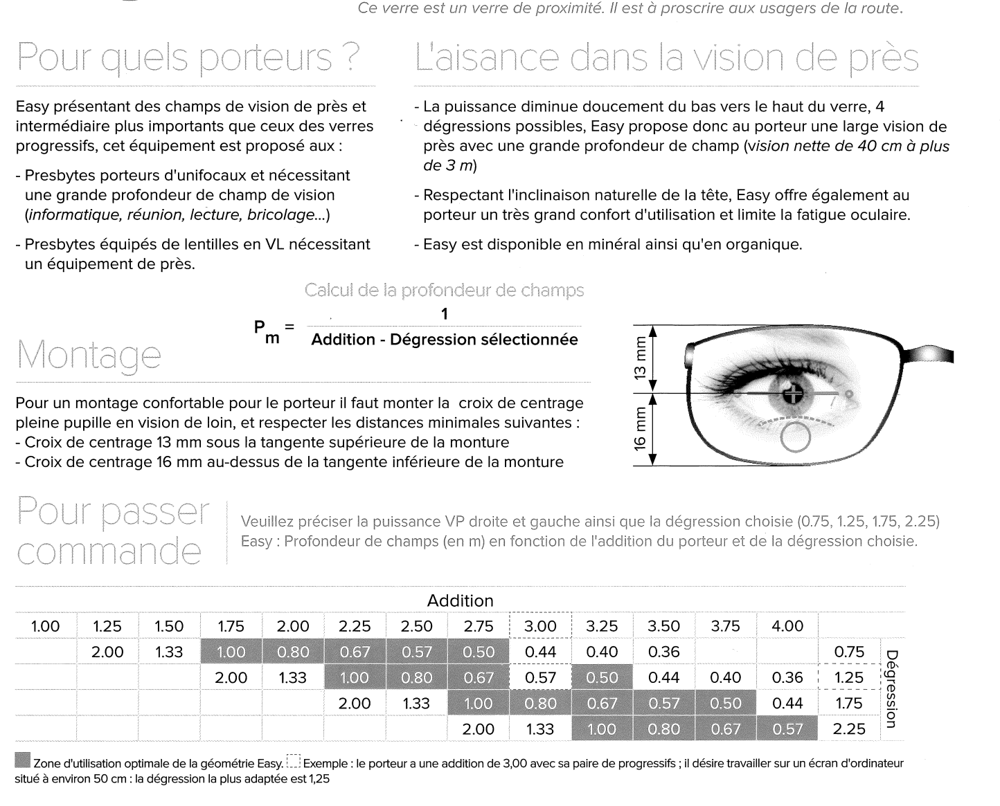 Ce verre est un verre de proximité. Il est à proscrire aux usagers de la route.
Pour quels porteurs ?
Easy présentant des champs de vision de près et
intermédiaire plus importants que ceux des verres
progressifs, cet équipement est proposé aux :
- Presbytes porteurs d'unifocaux et nécessitant
une grande profondeur de champ de vision
(informatique, réunion, lecture, bricolage...)
- Presbytes équipés de lentilles en VL nécessitant
un équipement de près.
L'aisance dans la vision de près
- La puissance diminue doucement du bas vers le haut du verre, 4
dégressions possibles, Easy propose donc au porteur une large vision de
près avec une grande profondeur de champ (vision nette de 40 cm à plus
de 3 m)
- Respectant l'inclinaison naturelle de la tête, Easy offre également au
porteur un très grand confort d'utilisation et limite la fatigue oculaire.
- Easy est disponible en minéral ainsi qu'en organique.
Calcul de la profondeur de champs
1
Pm =
Addition - Dégression sélectionnée
Montage
Pour un montage confortable pour le porteur il faut monter la croix de centrage
pleine pupille en vision de loin, et respecter les distances minimales suivantes :
- Croix de centrage 13 mm sous la tangente supérieure de la monture
- Croix de centrage 16 mm au-dessus de la tangente inférieure de la monture
13 mm
16 mm
Pour passer
commande
Veuillez préciser la puissance VP droite et gauche ainsi que la dégression choisie (0.75, 1.25, 1.75, 2.25)
Easy : Profondeur de champs (en m) en fonction de l'addition du porteur et de la dégression choisie.
Addition
1.00 1.25 1.50 1.75 2.00 2.25 2.50 2.75 3.00 3.25 3.50 3.75 4.00
2.00 1.33 1.00 0.80 0.67 0.57 0.50 0.44 0.40 0.36 0.75
2.00 1.33 1.00 0.80 0.67 0.57 0.50 0.44 0.40 0.36 1.25
2.00 1.33 1.00 0.80 0.67 0.57 0.50 0.44 1.75
2.00 1.33 1.00 0.80 0.67 0.57 2.25
Dégression
Zone d'utilisation optimale de la géométrie Easy. Exemple : le porteur a une addition de 3,00 avec sa paire de progressifs ; il désire travailler sur un écran d'ordinateur
situé à environ 50 cm : la dégression la plus adaptée est 1,25